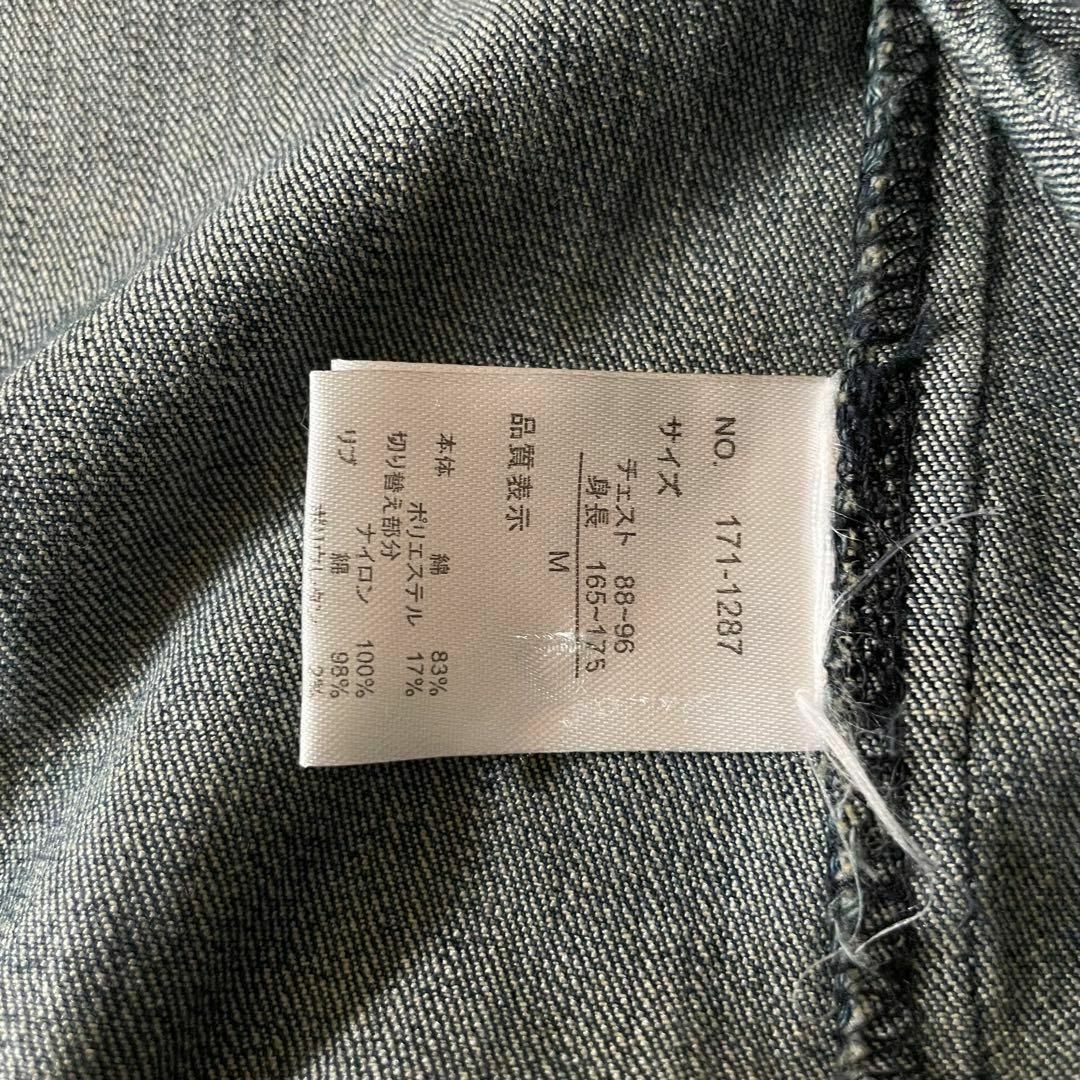 NO. 171-1287
サイズ
チェスト 88~96
身長 165~175
M
品質表示
本体 綿 83%
ポリエステル 17%
切り替え部分
ナイロン 100%
リブ 綿 98%